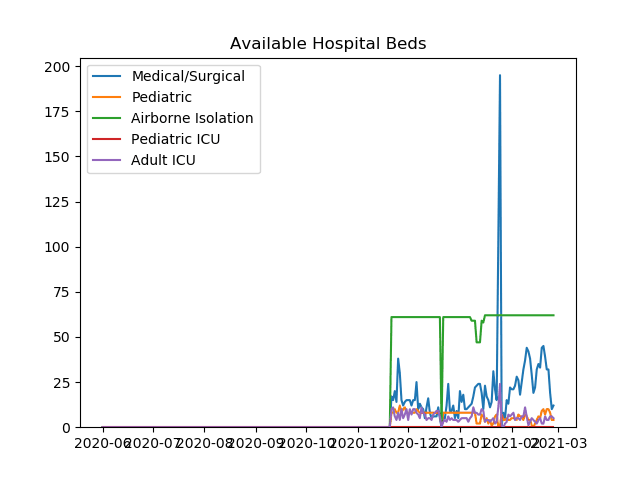 Available Hospital Beds
200
175
150
125
100
75
50
25
0
Medical/Surgical
Pediatric
Airborne Isolation
Pediatric ICU
Adult ICU
2020-06 2020-07 2020-08 2020-09 2020-10 2020-11 2020-12 2021-01 2021-02 2021-03